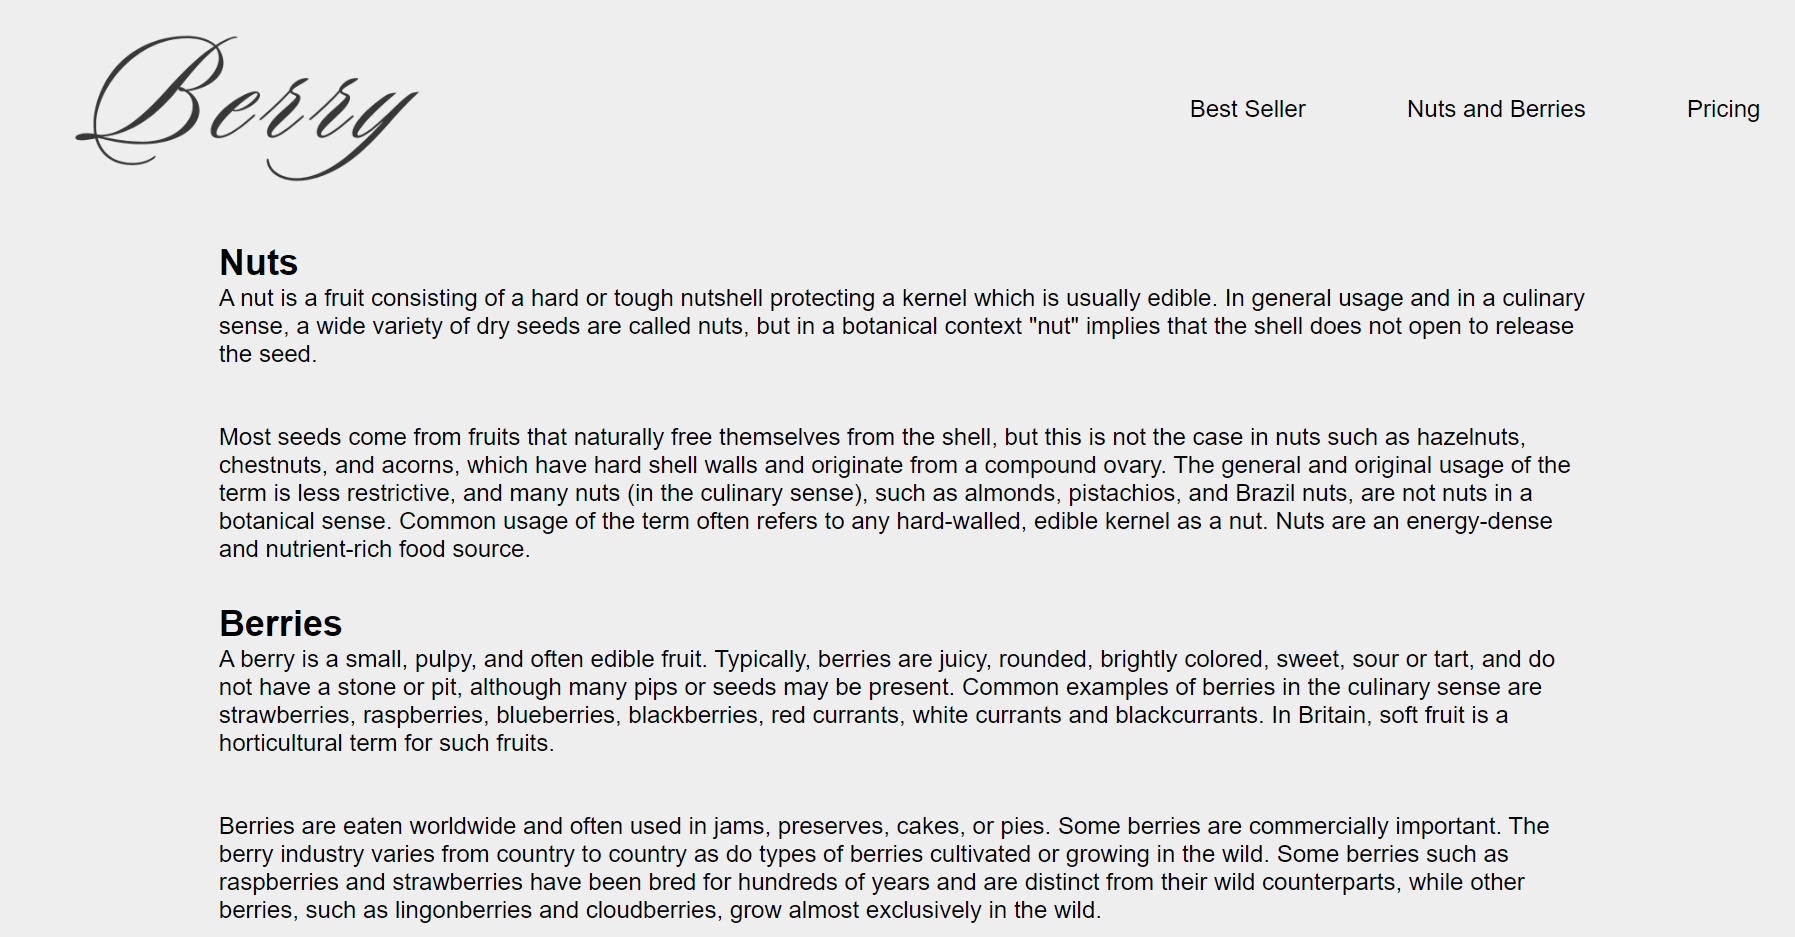 Berry
Best Seller
Nuts and Berries
Pricing
Nuts
A nut is a fruit consisting of a hard or tough nutshell protecting a kernel which is usually edible. In general usage and in a culinary
sense, a wide variety of dry seeds are called nuts, but in a botanical context "nut" implies that the shell does not open to release
the seed.
Most seeds come from fruits that naturally free themselves from the shell, but this is not the case in nuts such as hazelnuts,
chestnuts, and acorns, which have hard shell walls and originate from a compound ovary. The general and original usage of the
term is less restrictive, and many nuts (in the culinary sense), such as almonds, pistachios, and Brazil nuts, are not nuts in a
botanical sense. Common usage of the term often refers to any hard-walled, edible kernel as a nut. Nuts are an energy-dense
and nutrient-rich food source.
Berries
A berry is a small, pulpy, and often edible fruit. Typically, berries are juicy, rounded, brightly colored, sweet, sour or tart, and do
not have a stone or pit, although many pips or seeds may be present. Common examples of berries in the culinary sense are
strawberries, raspberries, blueberries, blackberries, red currants, white currants and blackcurrants. In Britain, soft fruit is a
horticultural term for such fruits.
Berries are eaten worldwide and often used in jams, preserves, cakes, or pies. Some berries are commercially important. The
berry industry varies from country to country as do types of berries cultivated or growing in the wild. Some berries such as
raspberries and strawberries have been bred for hundreds of years and are distinct from their wild counterparts, while other
berries, such as lingonberries and cloudberries, grow almost exclusively in the wild.